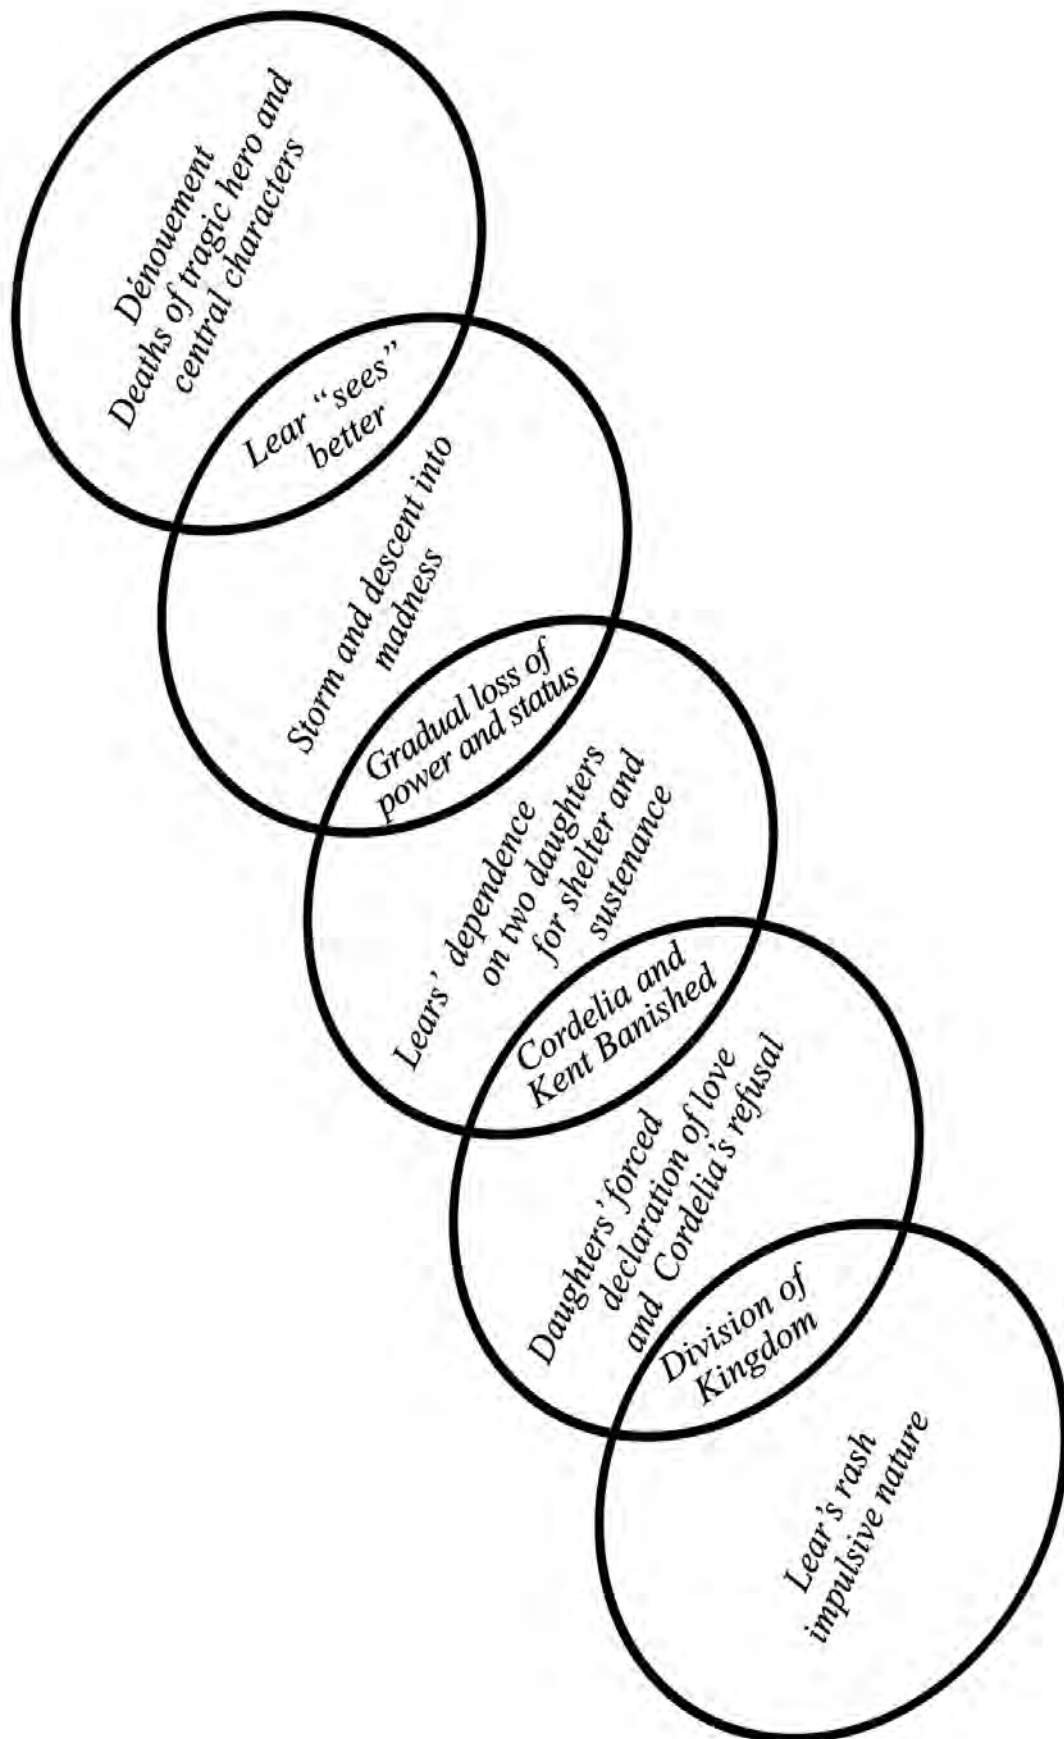 Dénouement
Deaths of tragic hero and
central characters
Lear “sees”
better
Storm and descent into
madness
Gradual loss of
power and status
Lears’ dependence
on two daughters
for shelter and
sustenance
Cordelia and
Kent Banished
Daughters’ forced
declaration of love
and Cordelia’s refusal
Division of
Kingdom
Lear’s rash
impulsive nature